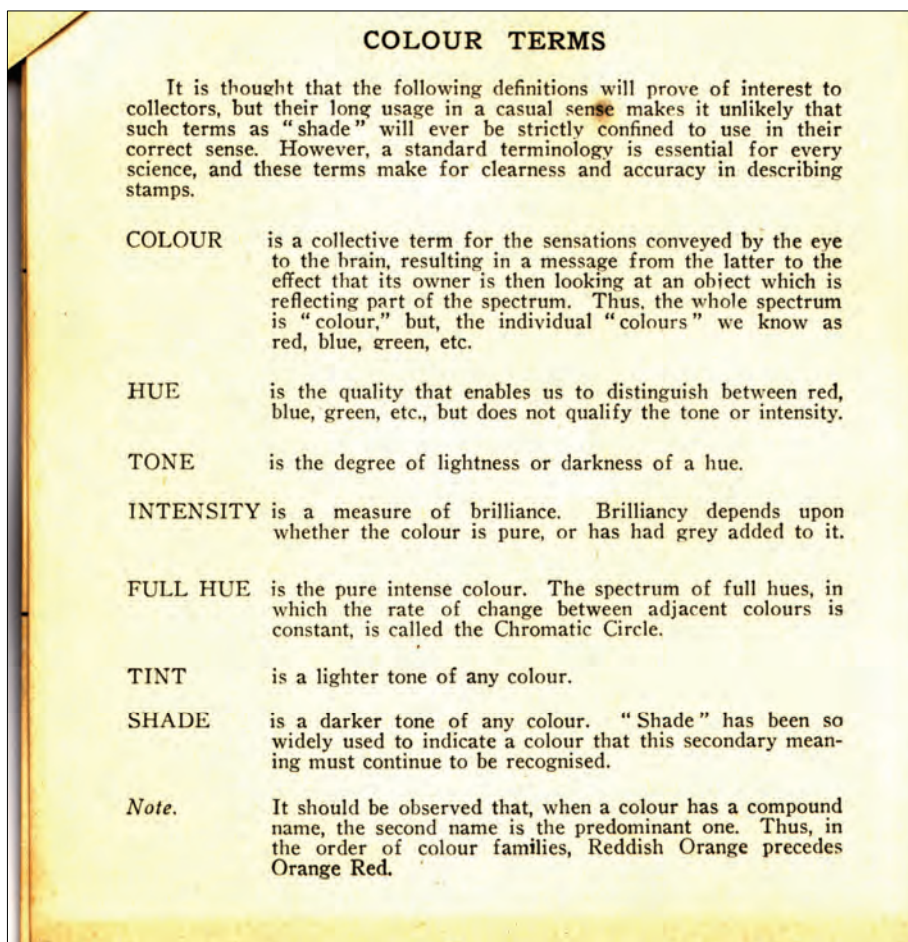 COLOUR TERMS
It is thought that the following definitions will prove of interest to
collectors, but their long usage in a casual sense makes it unlikely that
such terms as "shade" will ever be strictly confined to use in their
correct sense. However, a standard terminology is essential for every
science, and these terms make for clearness and accuracy in describing
stamps.
COLOUR is a collective term for the sensations conveyed by the eye
to the brain, resulting in a message from the latter to the
effect that its owner is then looking at an object which is
reflecting part of the spectrum. Thus, the whole spectrum
is "colour," but, the individual "colours" we know as
red, blue, green, etc.
HUE is the quality that enables us to distinguish between red,
blue, green, etc., but does not qualify the tone or intensity.
TONE is the degree of lightness or darkness of a hue.
INTENSITY is a measure of brilliance. Brilliancy depends upon
whether the colour is pure, or has had grey added to it.
FULL HUE is the pure intense colour. The spectrum of full hues, in
which the rate of change between adjacent colours is
constant, is called the Chromatic Circle.
TINT is a lighter tone of any colour.
SHADE is a darker tone of any colour. "Shade" has been so
widely used to indicate a colour that this secondary mean-
ing must continue to be recognised.
Note. It should be observed that, when a colour has a compound
name, the second name is the predominant one. Thus, in
the order of colour families, Reddish Orange precedes
Orange Red.